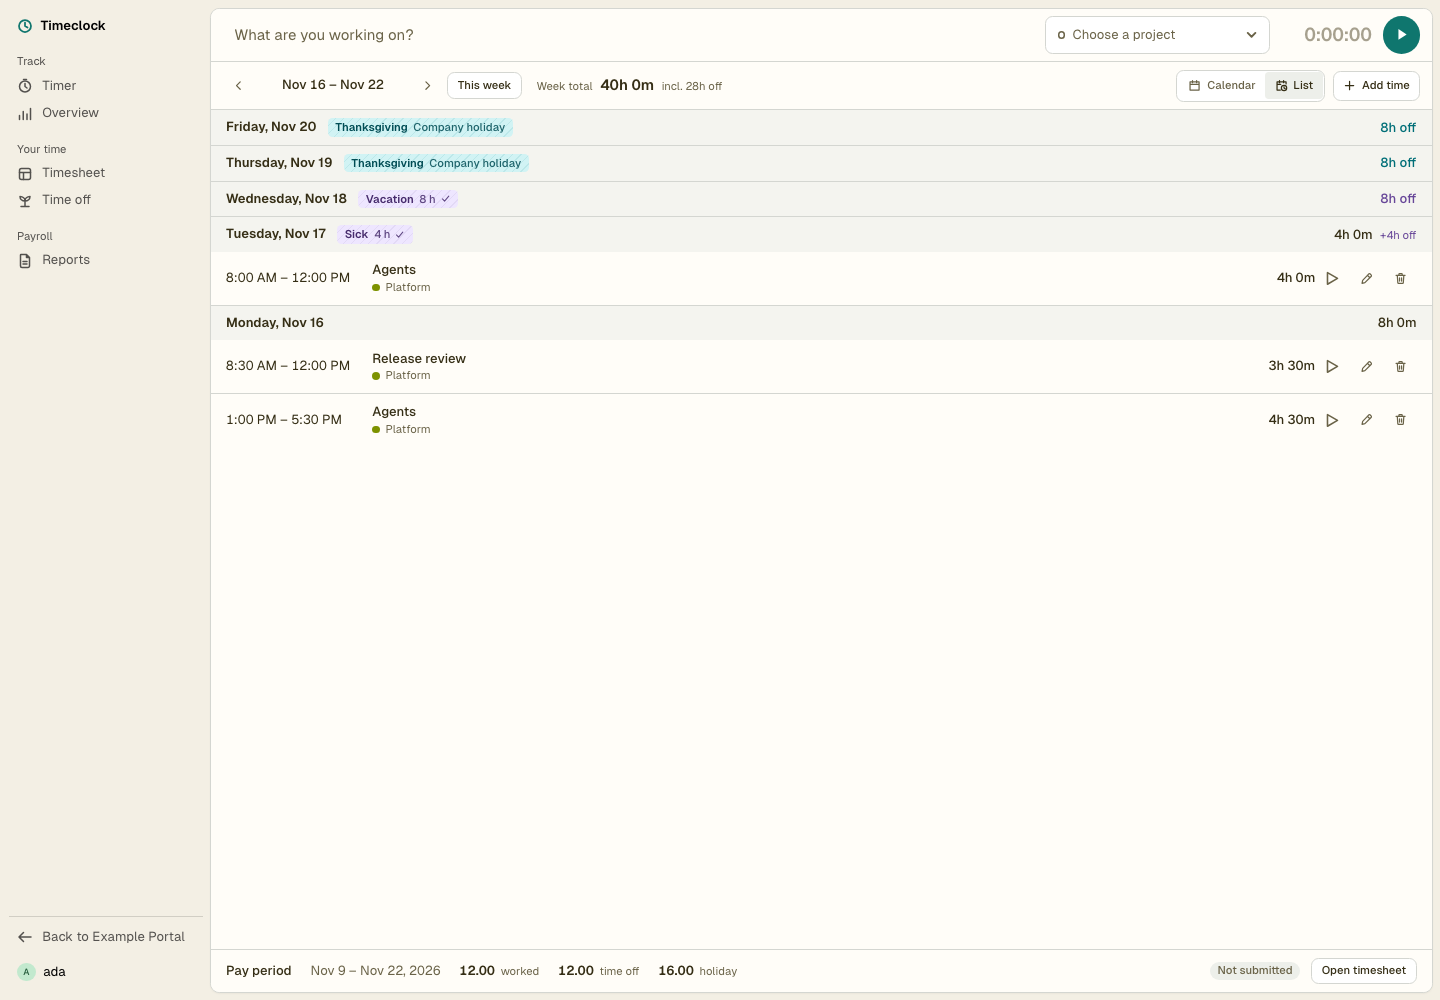 Timeclock
Track
Timer
Overview
Your time
Timesheet
Time off
Payroll
Reports
Back to Example Portal
A ada
What are you working on?
Choose a project
0:00:00
Nov 16 – Nov 22
This week
Week total 40h 0m incl. 28h off
Calendar
List
Add time
Friday, Nov 20 Thanksgiving Company holiday 8h off
Thursday, Nov 19 Thanksgiving Company holiday 8h off
Wednesday, Nov 18 Vacation 8 h 8h off
Tuesday, Nov 17 Sick 4 h 4h 0m +4h off
8:00 AM – 12:00 PM Agents 4h 0m
Platform
Monday, Nov 16 8h 0m
8:30 AM – 12:00 PM Release review 3h 30m
Platform
1:00 PM – 5:30 PM Agents 4h 30m
Platform
Pay period Nov 9 – Nov 22, 2026 12.00 worked 12.00 time off 16.00 holiday Not submitted Open timesheet